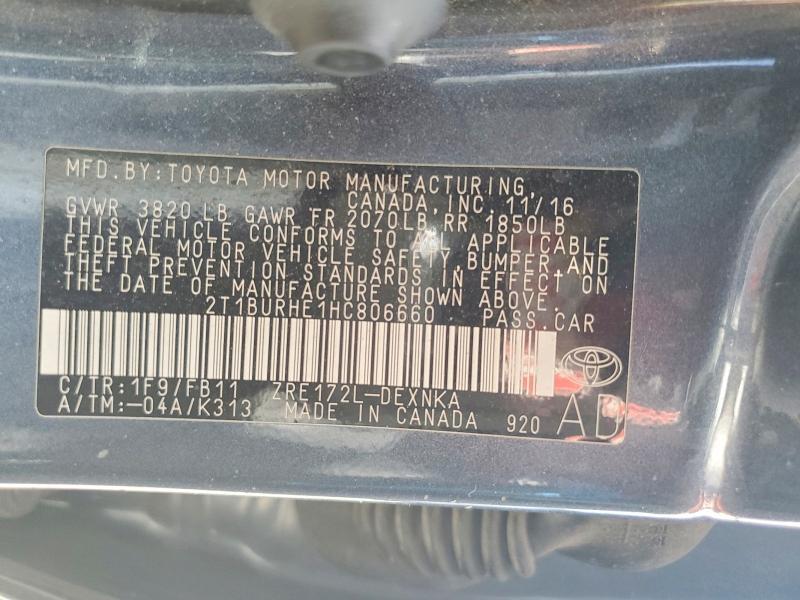 MFD. BY: TOYOTA MOTOR MANUFACTURING,
CANADA, INC. 11/16
GVWR 3820 LB GAWR FR 2070LB RR 1850LB
THIS VEHICLE CONFORMS TO ALL APPLICABLE
FEDERAL MOTOR VEHICLE SAFETY, BUMPER AND
THEFT PREVENTION STANDARDS IN EFFECT ON
THE DATE OF MANUFACTURE SHOWN ABOVE.
2T1BURHE1HC806660 PASS.CAR
C/TR:1F9/FB11 ZRE172L-DEXNKA
A/TM:-04A/K313 MADE IN CANADA 920 AD